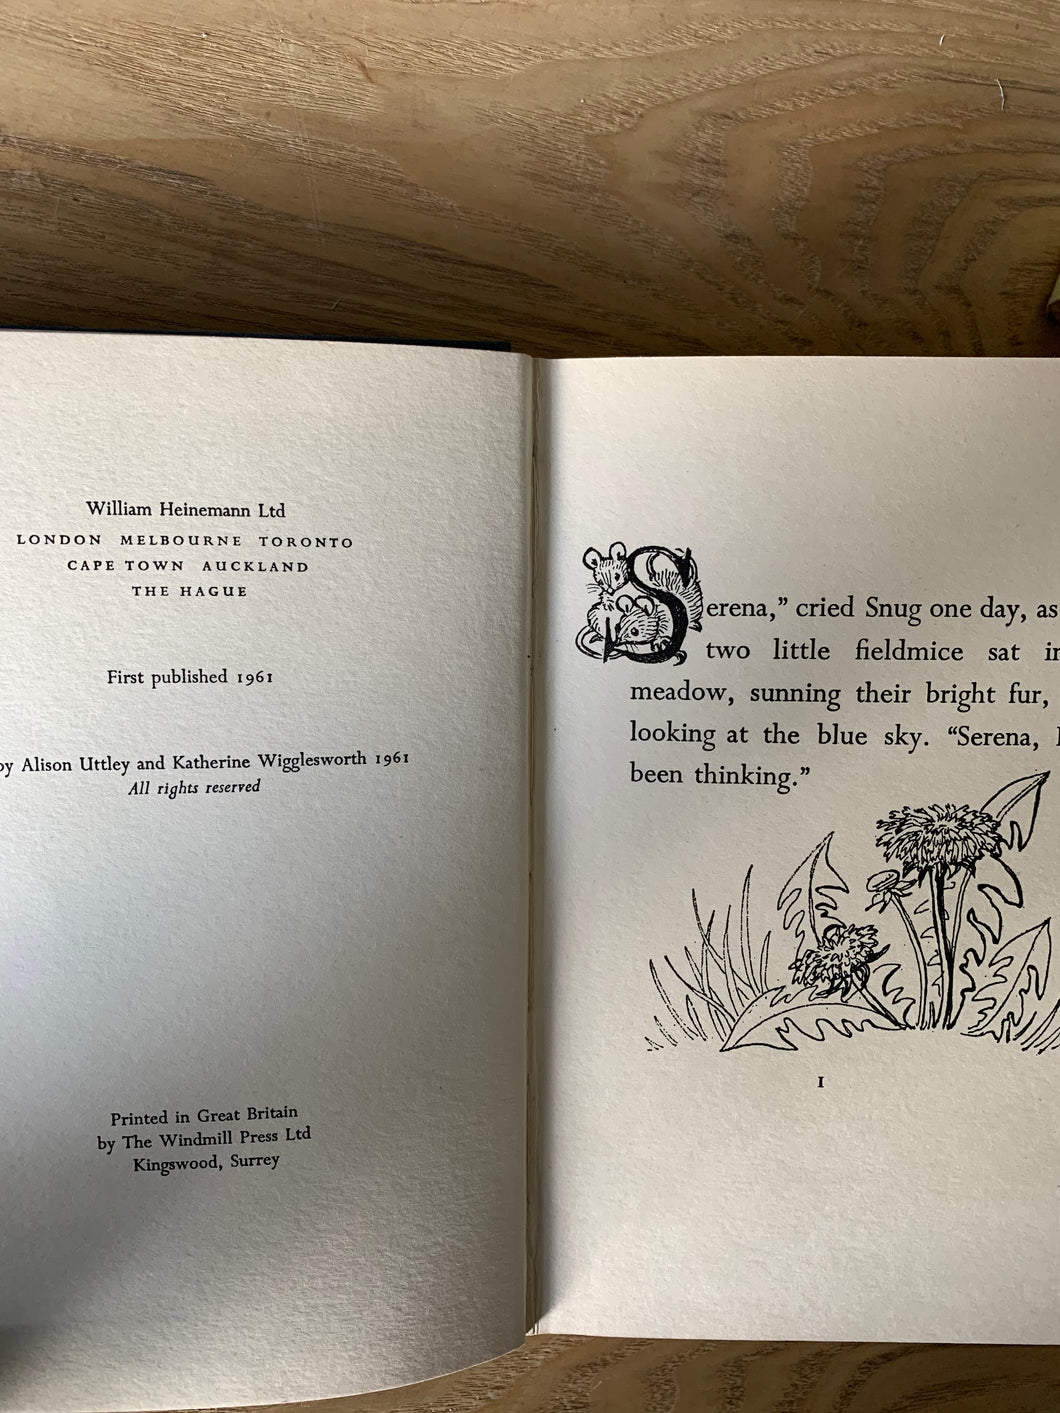 William Heinemann Ltd
LONDON MELBOURNE TORONTO
CAPE TOWN AUCKLAND
THE HAGUE
First published 1961
by Alison Uttley and Katherine Wigglesworth 1961
All rights reserved
Printed in Great Britain
by The Windmill Press Ltd
Kingswood, Surrey
Serena,” cried Snug one day, as
two little fieldmice sat
meadow, sunning their bright fur,
looking at the blue sky. “Serena,
been thinking.”
1